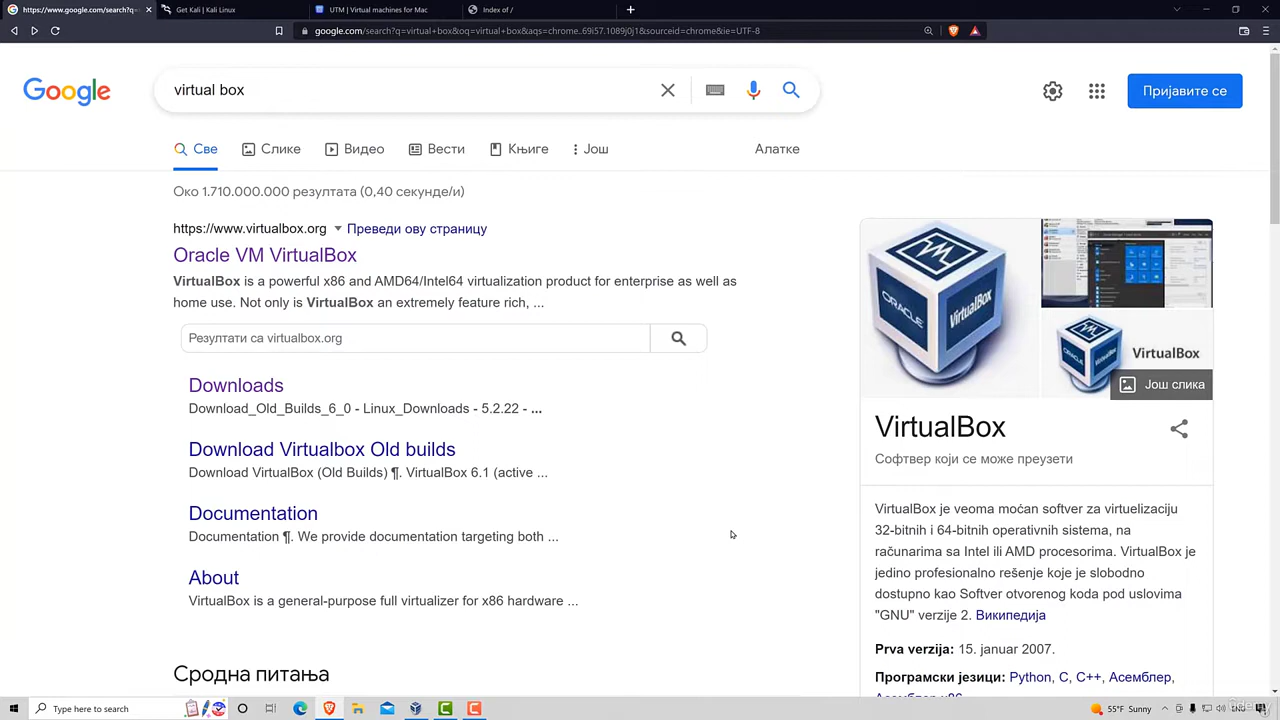 https://www.google.com/search?q=
Get Kali | Kali Linux
UTM | Virtual machines for Mac
Index of /
google.com/search?q=virtual+box&oq=virtual+box&aqs=chrome..69i57.1089j0j1&sourceid=chrome&ie=UTF-8
Google
virtual box
Пријавите се
Све
Слике
Видео
Вести
Књиге
Још
Алатке
Око 1.710.000.000 резултата (0,40 секунде/и)
https://www.virtualbox.org
Преведи ову страницу
Oracle VM VirtualBox
VirtualBox is a powerful x86 and AMD64/Intel64 virtualization product for enterprise as well as
home use. Not only is VirtualBox an extremely feature rich, ...
Резултати са virtualbox.org
Downloads
Download_Old_Builds_6_0 - Linux_Downloads - 5.2.22 - ...
Download Virtualbox Old builds
Download VirtualBox (Old Builds) ¶. VirtualBox 6.1 (active ...
Documentation
Documentation ¶. We provide documentation targeting both ...
About
VirtualBox is a general-purpose full virtualizer for x86 hardware ...
Сродна питања
VM
ORACLE
VirtualBox
VirtualBox
Још слика
VirtualBox
Софтвер који се може преузети
VirtualBox je veoma moćan softver za virtuelizaciju
32-bitnih i 64-bitnih operativnih sistema, na
računarima sa Intel ili AMD procesorima. VirtualBox je
jedino profesionalno rešenje koje je slobodno
dostupno kao Softver otvorenog koda pod uslovima
"GNU" verzije 2. Википедија
Prva verzija: 15. januar 2007.
Програмски језици: Python, C, C++, Асемблер,
Type here to search
55°F Sunny